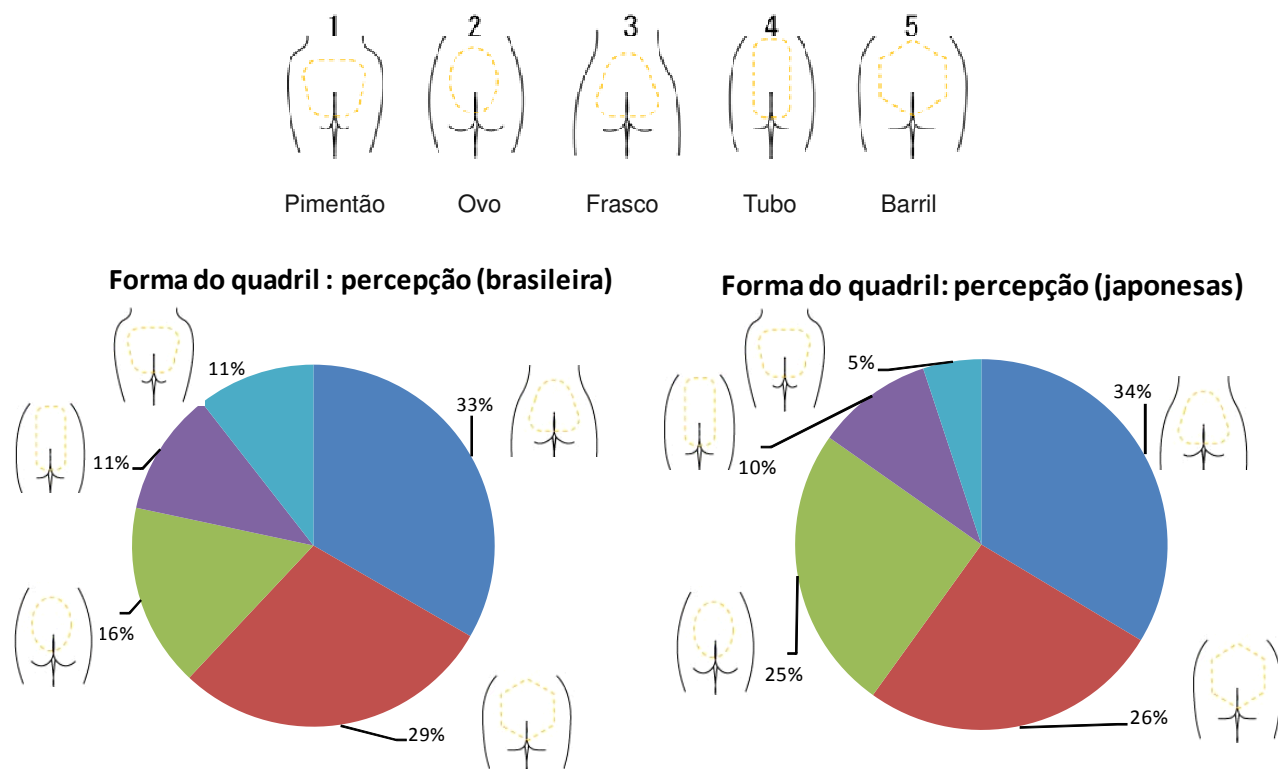 1 2 3 4 5
Pimentão Ovo Frasco Tubo Barril
Forma do quadril : percepção (brasileira)
11%
33%
11%
16%
29%
Forma do quadril: percepção (japonesas)
5%
34%
10%
25%
26%